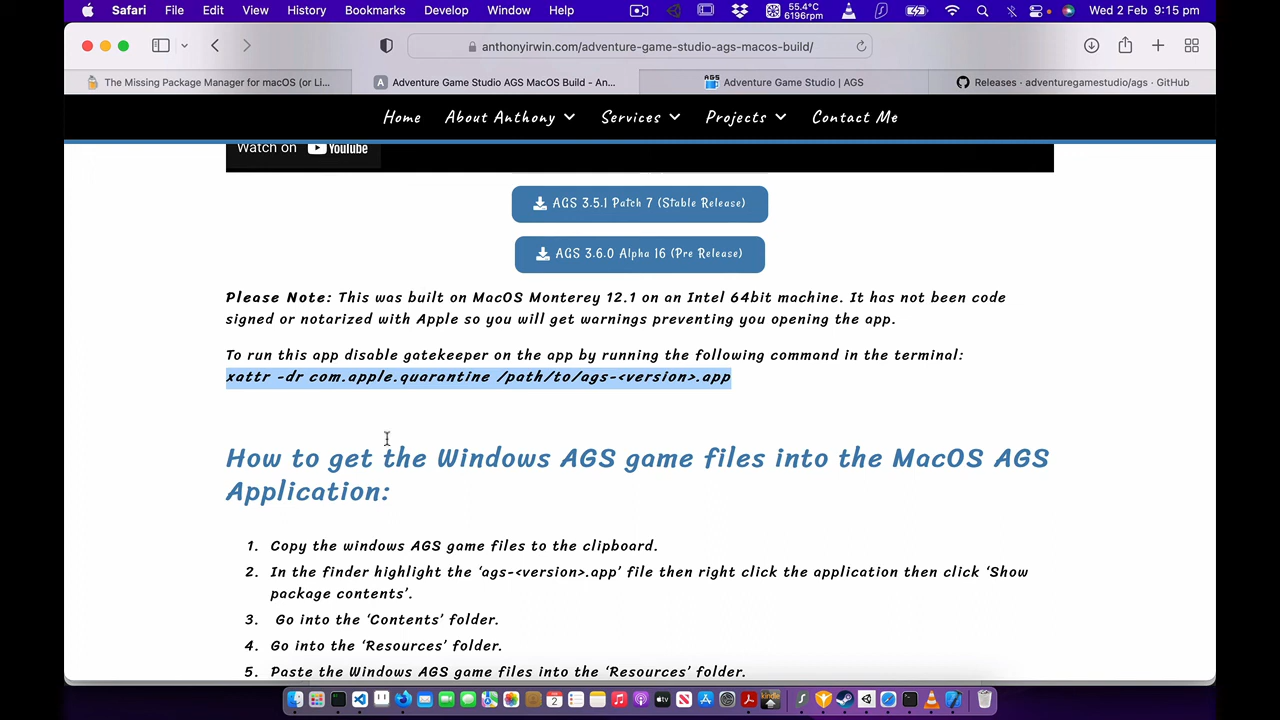 Safari File Edit View History Bookmarks Develop Window Help 55.4°C 6196rpm Wed 2 Feb 9:15 pm
anthonyirwin.com/adventure-game-studio-ags-macos-build/
The Missing Package Manager for macOS (or Li... Adventure Game Studio AGS MacOS Build - An... AGS Adventure Game Studio | AGS Releases · adventuregamestudio/ags · GitHub
Home About Anthony Services Projects Contact Me
Watch on YouTube
AGS 3.5.1 Patch 7 (Stable Release)
AGS 3.6.0 Alpha 16 (Pre Release)
Please Note: This was built on MacOS Monterey 12.1 on an Intel 64bit machine. It has not been code
signed or notarized with Apple so you will get warnings preventing you opening the app.
To run this app disable gatekeeper on the app by running the following command in the terminal:
xattr -dr com.apple.quarantine /path/to/ags-<version>.app
How to get the Windows AGS game files into the MacOS AGS
Application:
1. Copy the windows AGS game files to the clipboard.
2. In the finder highlight the ‘ags-<version>.app’ file then right click the application then click ‘Show
package contents’.
3. Go into the ‘Contents’ folder.
4. Go into the ‘Resources’ folder.
5. Paste the Windows AGS game files into the ‘Resources’ folder.